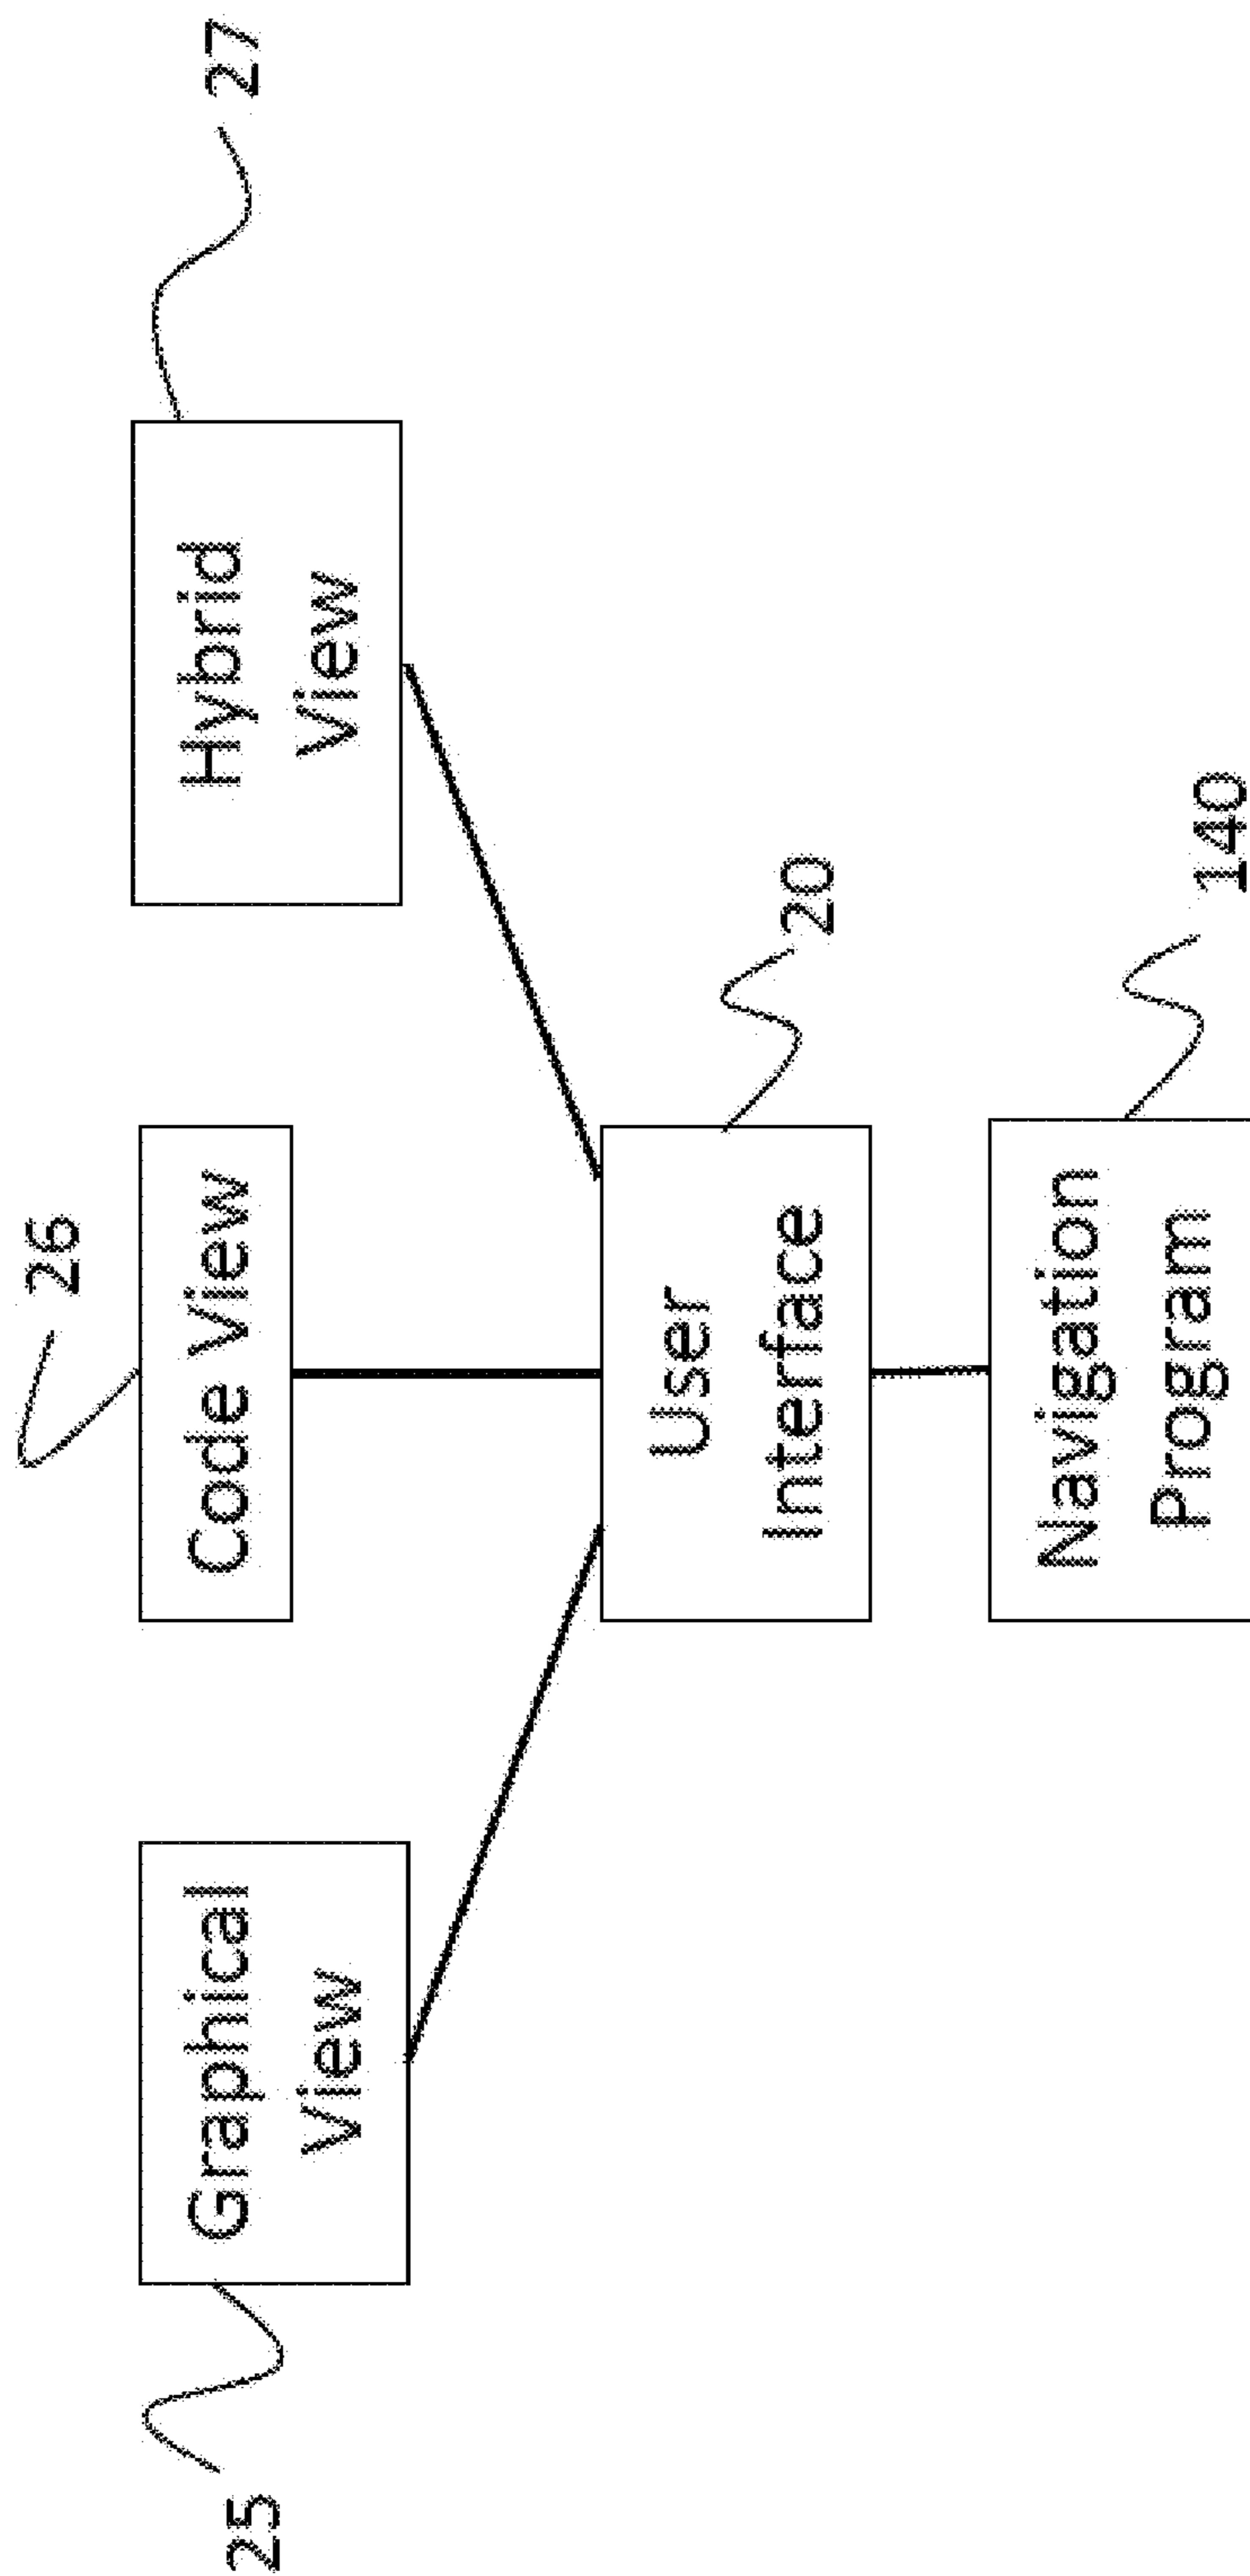 26
27
Graphical
View
Code View
Hybrid
View
25
User
Interface
20
Navigation
Program
140